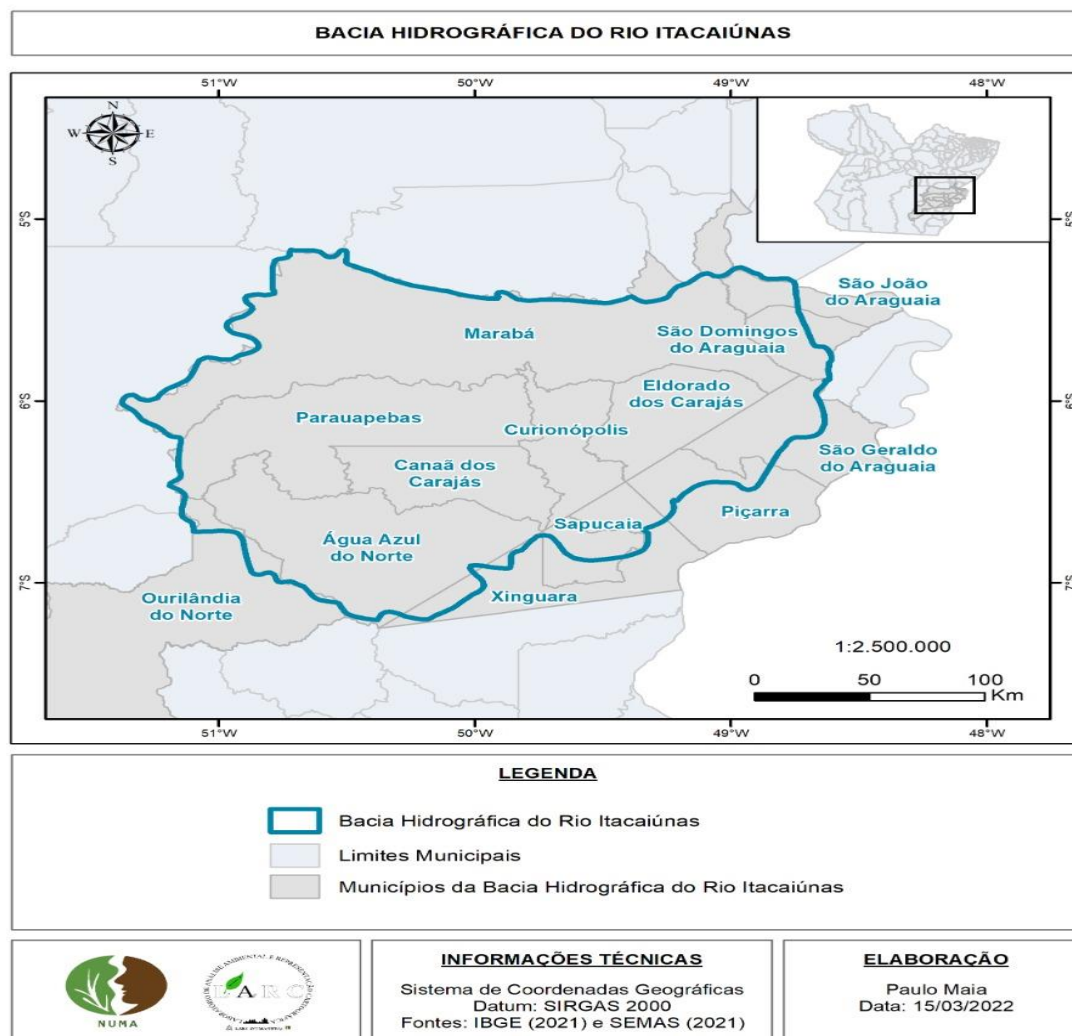 BACIA HIDROGRÁFICA DO RIO ITACAIÚNAS
51°W 50°W 49°W 48°W
N
W E
S
5°S 5°S
São João
do Araguaia
Marabá
São Domingos
do Araguaia
Eldorado
dos Carajás
6°S 6°S
Parauapebas
Curionópolis
São Geraldo
do Araguaia
Canaã dos
Carajás
Piçarra
Sapucaia
Água Azul
do Norte
7°S 7°S
Xinguara
Ourilândia
do Norte
1:2.500.000
0 50 100
Km
51°W 50°W 49°W 48°W
LEGENDA
Bacia Hidrográfica do Rio Itacaiúnas
Limites Municipais
Municípios da Bacia Hidrográfica do Rio Itacaiúnas
NUMA
LARC
INFORMAÇÕES TÉCNICAS
Sistema de Coordenadas Geográficas
Datum: SIRGAS 2000
Fontes: IBGE (2021) e SEMAS (2021)
ELABORAÇÃO
Paulo Maia
Data: 15/03/2022